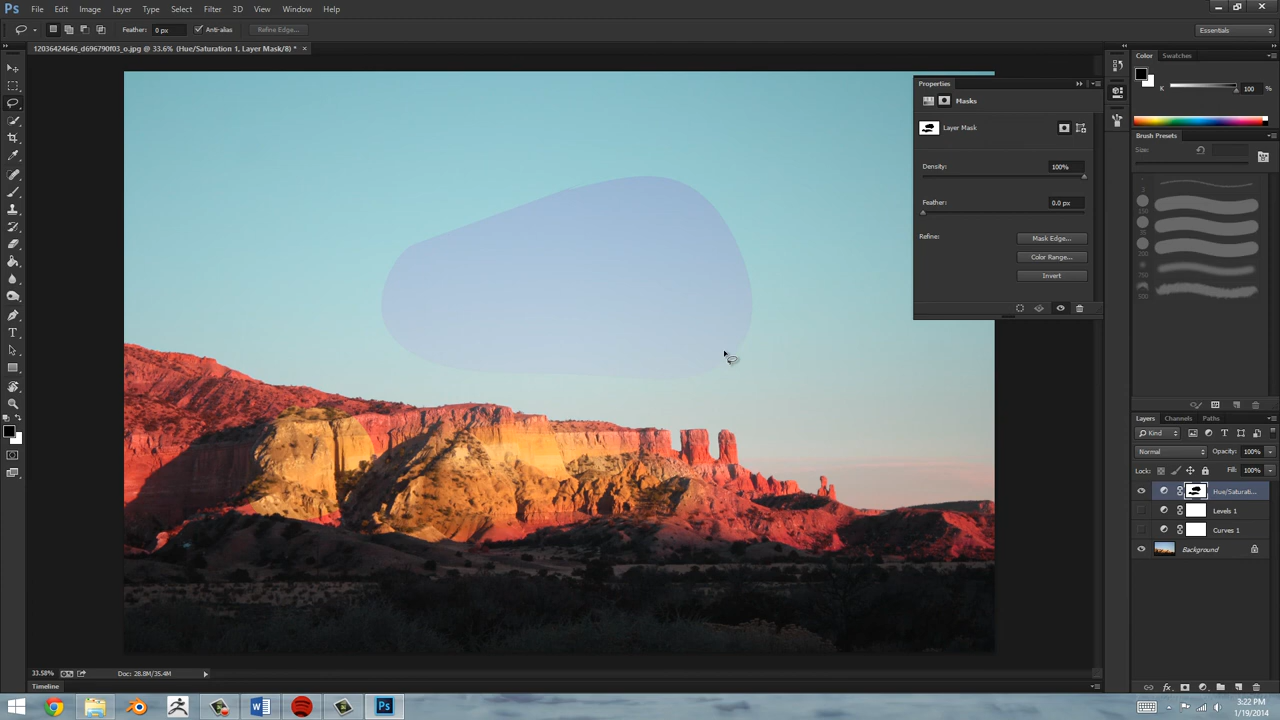 Ps File Edit Image Layer Type Select Filter 3D View Window Help
Feather: 0 px Anti-alias Refine Edge... Essentials
12036424646_d696790f03_o.jpg @ 33.6% (Hue/Saturation 1, Layer Mask/8) * ×
Color Swatches
K 100 %
Properties
Masks
Layer Mask
Density: 100%
Feather: 0.0 px
Refine: Mask Edge...
Color Range...
Invert
Brush Presets
Size:
Layers Channels Paths
Kind
Normal Opacity: 100%
Lock: Fill: 100%
Hue/Saturati...
Levels 1
Curves 1
Background
33.58% Doc: 28.8M/35.4M
Timeline
Ps
3:22 PM
1/19/2014